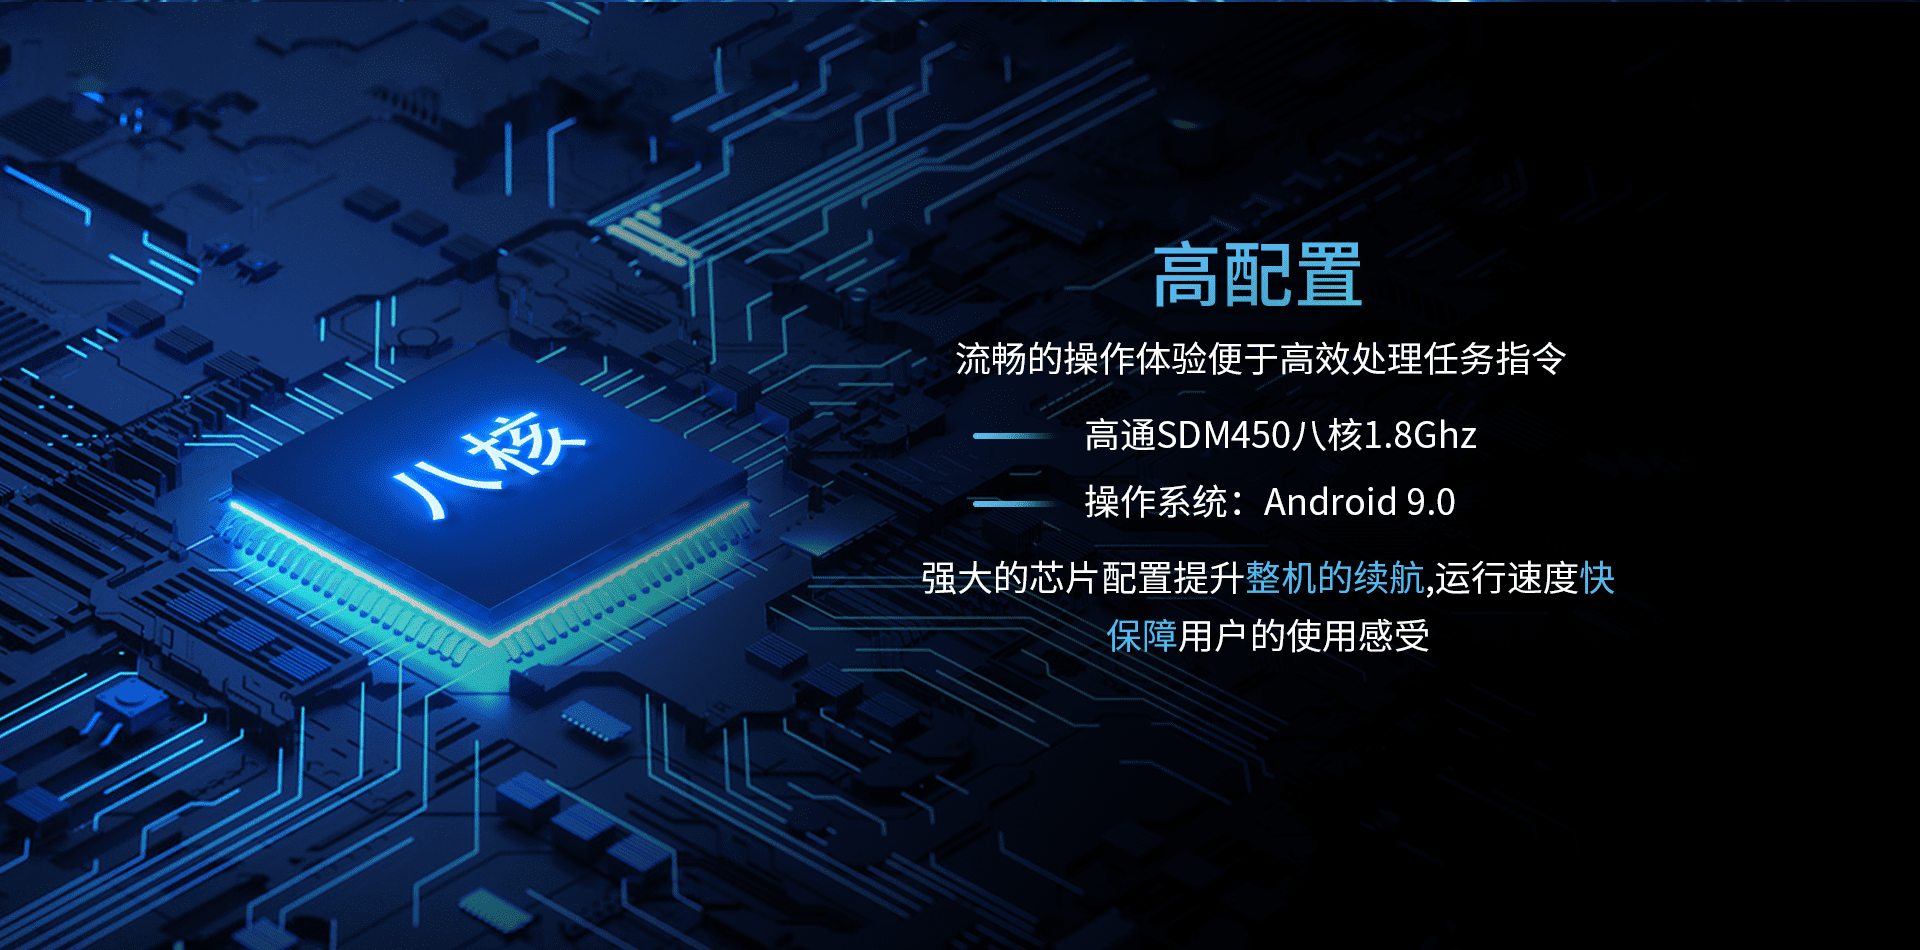 八核
高配置
流畅的操作体验便于高效处理任务指令
高通SDM450八核1.8Ghz
操作系统：Android 9.0
强大的芯片配置提升整机的续航,运行速度快
保障用户的使用感受